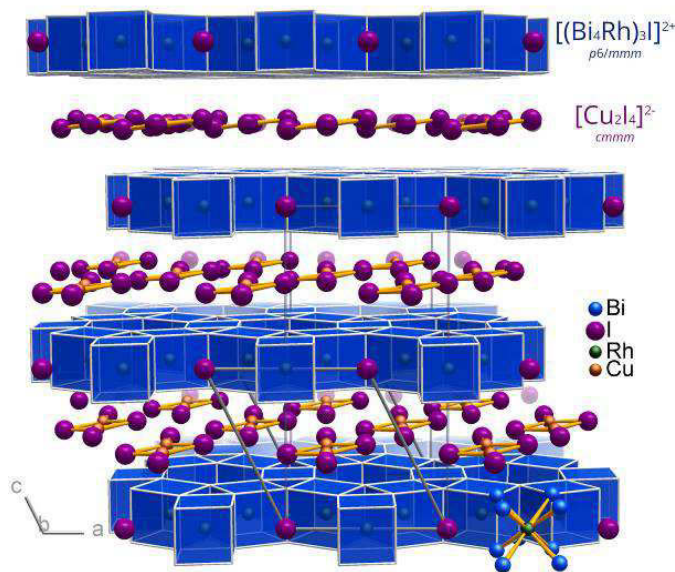 [(Bi₄Rh)₃I]²⁺
p6/mmm
[Cu₂I₄]²⁻
cmmm
Bi
I
Rh
Cu
c
b
a